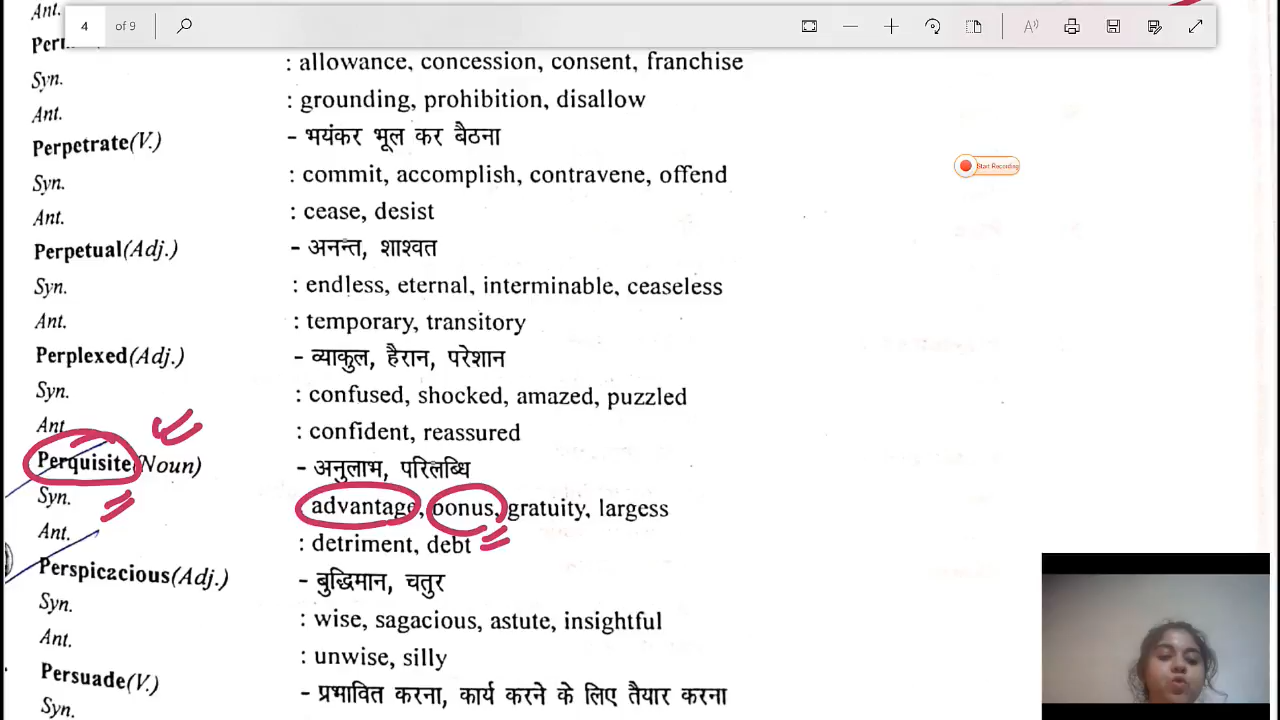 Ant.
4 of 9
: allowance, concession, consent, franchise
Syn.
: grounding, prohibition, disallow
Ant.
Perpetrate(V.) - भयंकर भूल कर बैठना
Syn. : commit, accomplish, contravene, offend
Ant. : cease, desist
Perpetual(Adj.) - अनन्त, शाश्वत
Syn. : endless, eternal, interminable, ceaseless
Ant. : temporary, transitory
Perplexed(Adj.) - व्याकुल, हैरान, परेशान
Syn. : confused, shocked, amazed, puzzled
Ant : confident, reassured
Perquisite(Noun) - अनुलाभ, परिलब्धि
Syn. advantage, bonus, gratuity, largess
Ant. : detriment, debt
Perspicacious(Adj.) - बुद्धिमान, चतुर
Syn. : wise, sagacious, astute, insightful
Ant. : unwise, silly
Persuade(V.) - प्रभावित करना, कार्य करने के लिए तैयार करना
Syn.
Start Recording